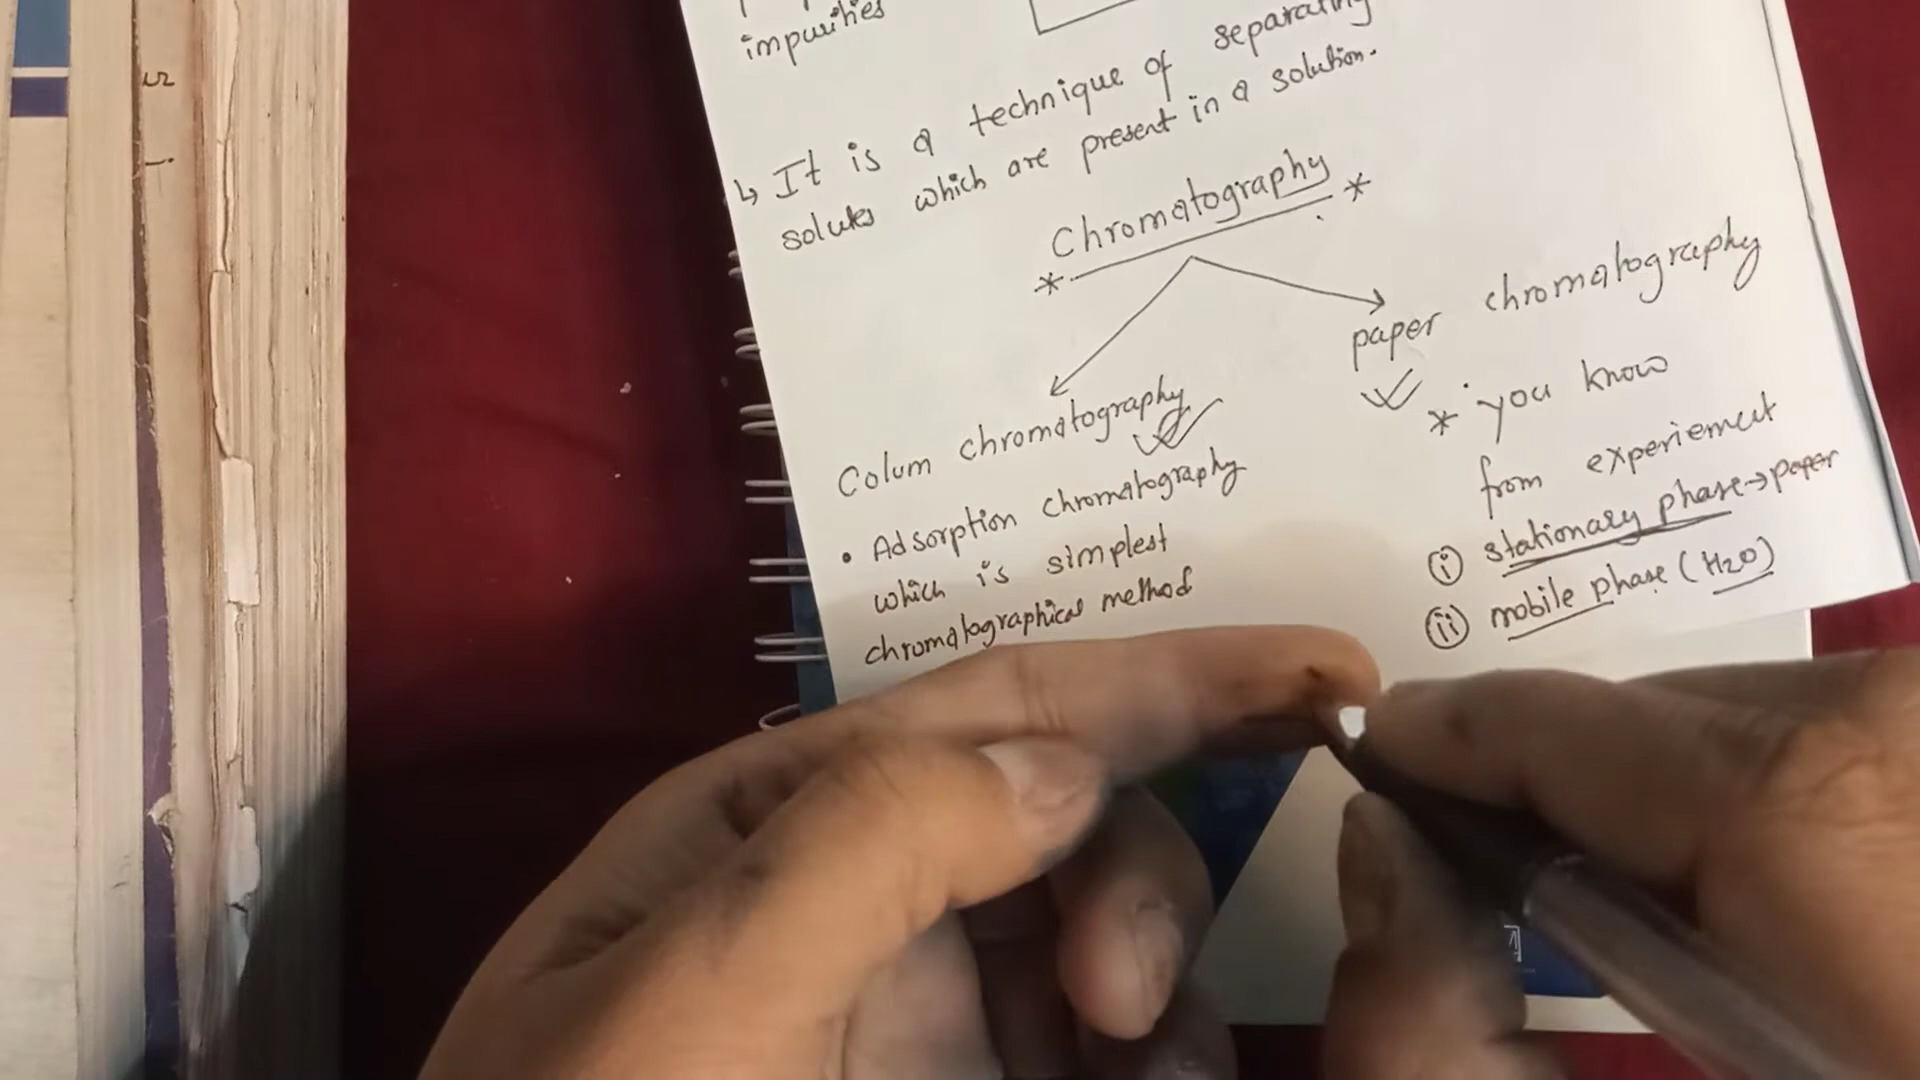 impurities
↳ It is a technique of separating
solutes which are present in a solution.
* Chromatography *
Colum chromatography
• Adsorption chromatography
which is simplest
chromatographical method
paper chromatography
* you know
from experiement
(i) stationary phase → paper
(ii) mobile phase (H2O)